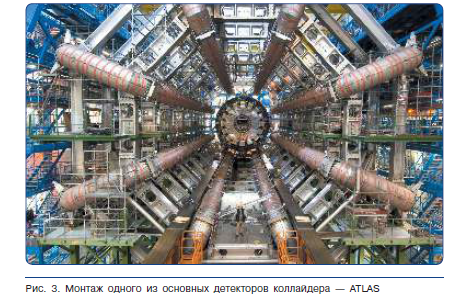 Рис. 3. Монтаж одного из основных детекторов коллайдера — ATLAS